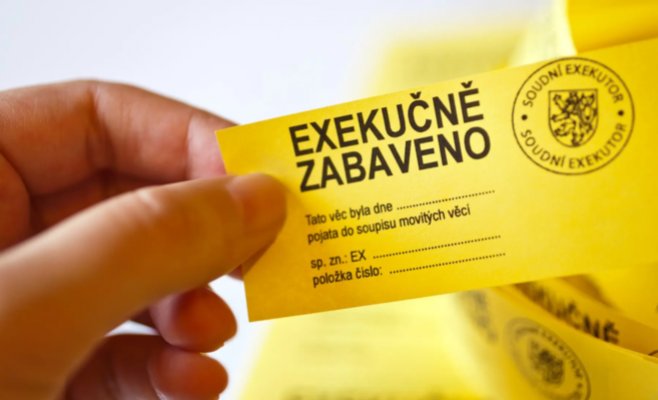 EXEKUČNĚ
ZABAVENO
SOUDNÍ EXEKUTOR
SOUDNÍ EXEKUTOR
Tato věc byla dne ........................
pojata do soupisu movitých věcí
sp. zn.: EX ................................
položka číslo: .............................
EKUČNĚ